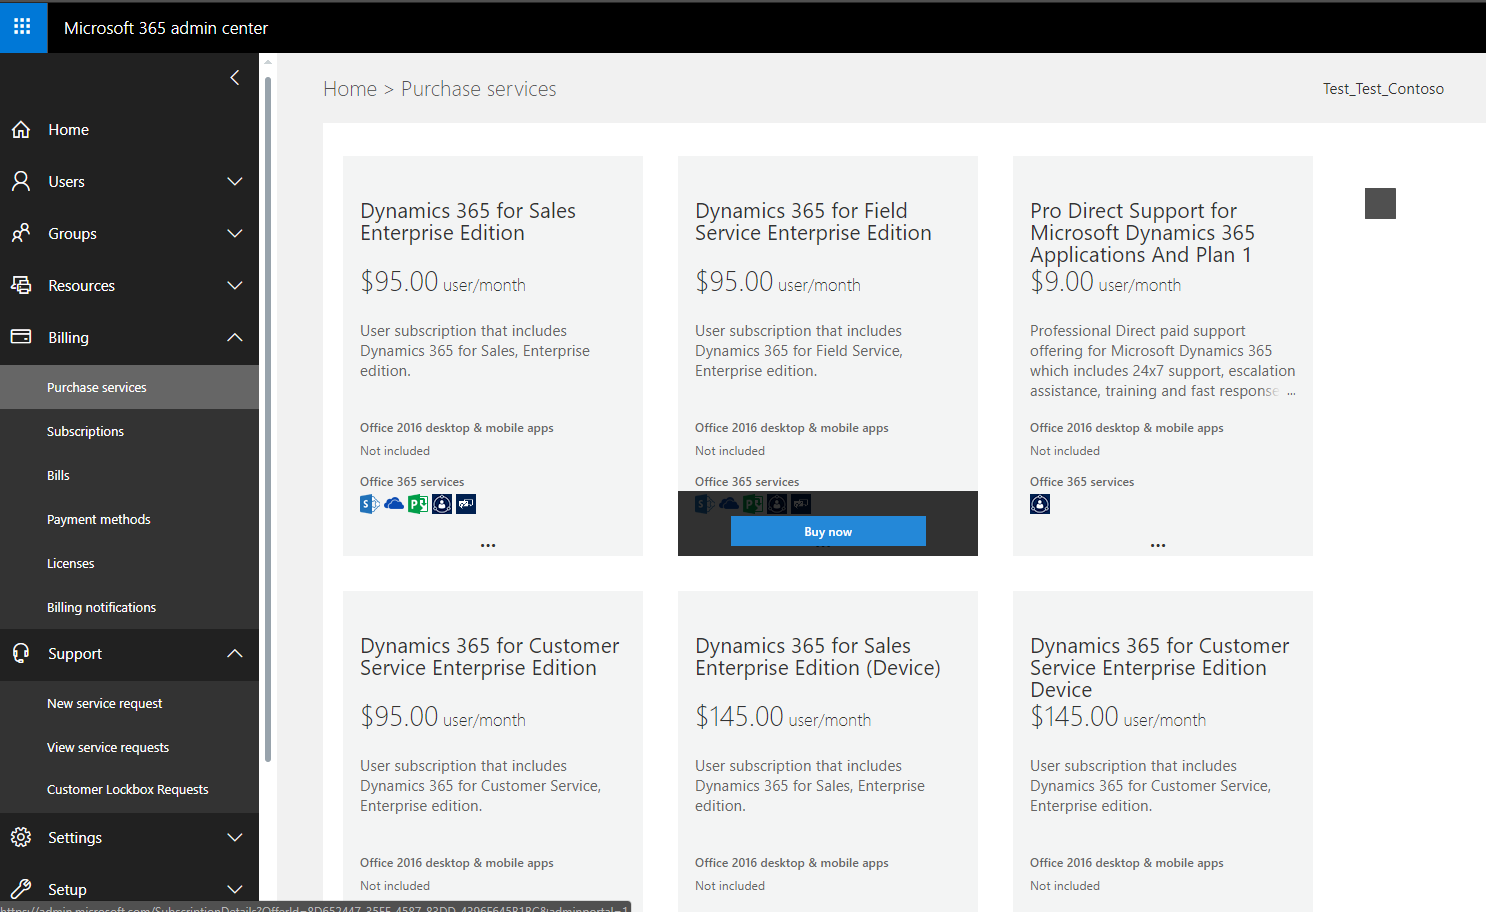 Microsoft 365 admin center
Home > Purchase services
Test_Test_Contoso
Home
Users
Groups
Resources
Billing
Purchase services
Subscriptions
Bills
Payment methods
Licenses
Billing notifications
Support
New service request
View service requests
Customer Lockbox Requests
Settings
Setup
Dynamics 365 for Sales
Enterprise Edition
$95.00 user/month
User subscription that includes
Dynamics 365 for Sales, Enterprise
edition.
Office 2016 desktop & mobile apps
Not included
Office 365 services
...
Dynamics 365 for Field
Service Enterprise Edition
$95.00 user/month
User subscription that includes
Dynamics 365 for Field Service,
Enterprise edition.
Office 2016 desktop & mobile apps
Not included
Office 365 services
Buy now
Pro Direct Support for
Microsoft Dynamics 365
Applications And Plan 1
$9.00 user/month
Professional Direct paid support
offering for Microsoft Dynamics 365
which includes 24x7 support, escalation
assistance, training and fast response ...
Office 2016 desktop & mobile apps
Not included
Office 365 services
...
Dynamics 365 for Customer
Service Enterprise Edition
$95.00 user/month
User subscription that includes
Dynamics 365 for Customer Service,
Enterprise edition.
Office 2016 desktop & mobile apps
Not included
Dynamics 365 for Sales
Enterprise Edition (Device)
$145.00 user/month
User subscription that includes
Dynamics 365 for Sales, Enterprise
edition.
Office 2016 desktop & mobile apps
Not included
Dynamics 365 for Customer
Service Enterprise Edition
Device
$145.00 user/month
User subscription that includes
Dynamics 365 for Customer Service,
Enterprise edition.
Office 2016 desktop & mobile apps
Not included